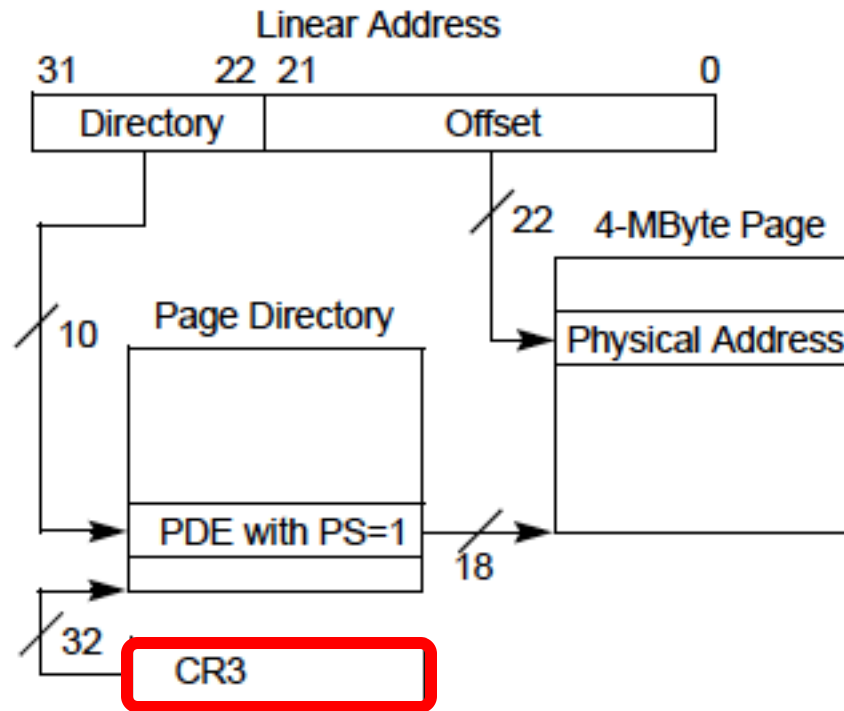 Linear Address
31 22 21 0
Directory Offset
22 4-MByte Page
10 Page Directory Physical Address
PDE with PS=1
18
32
CR3